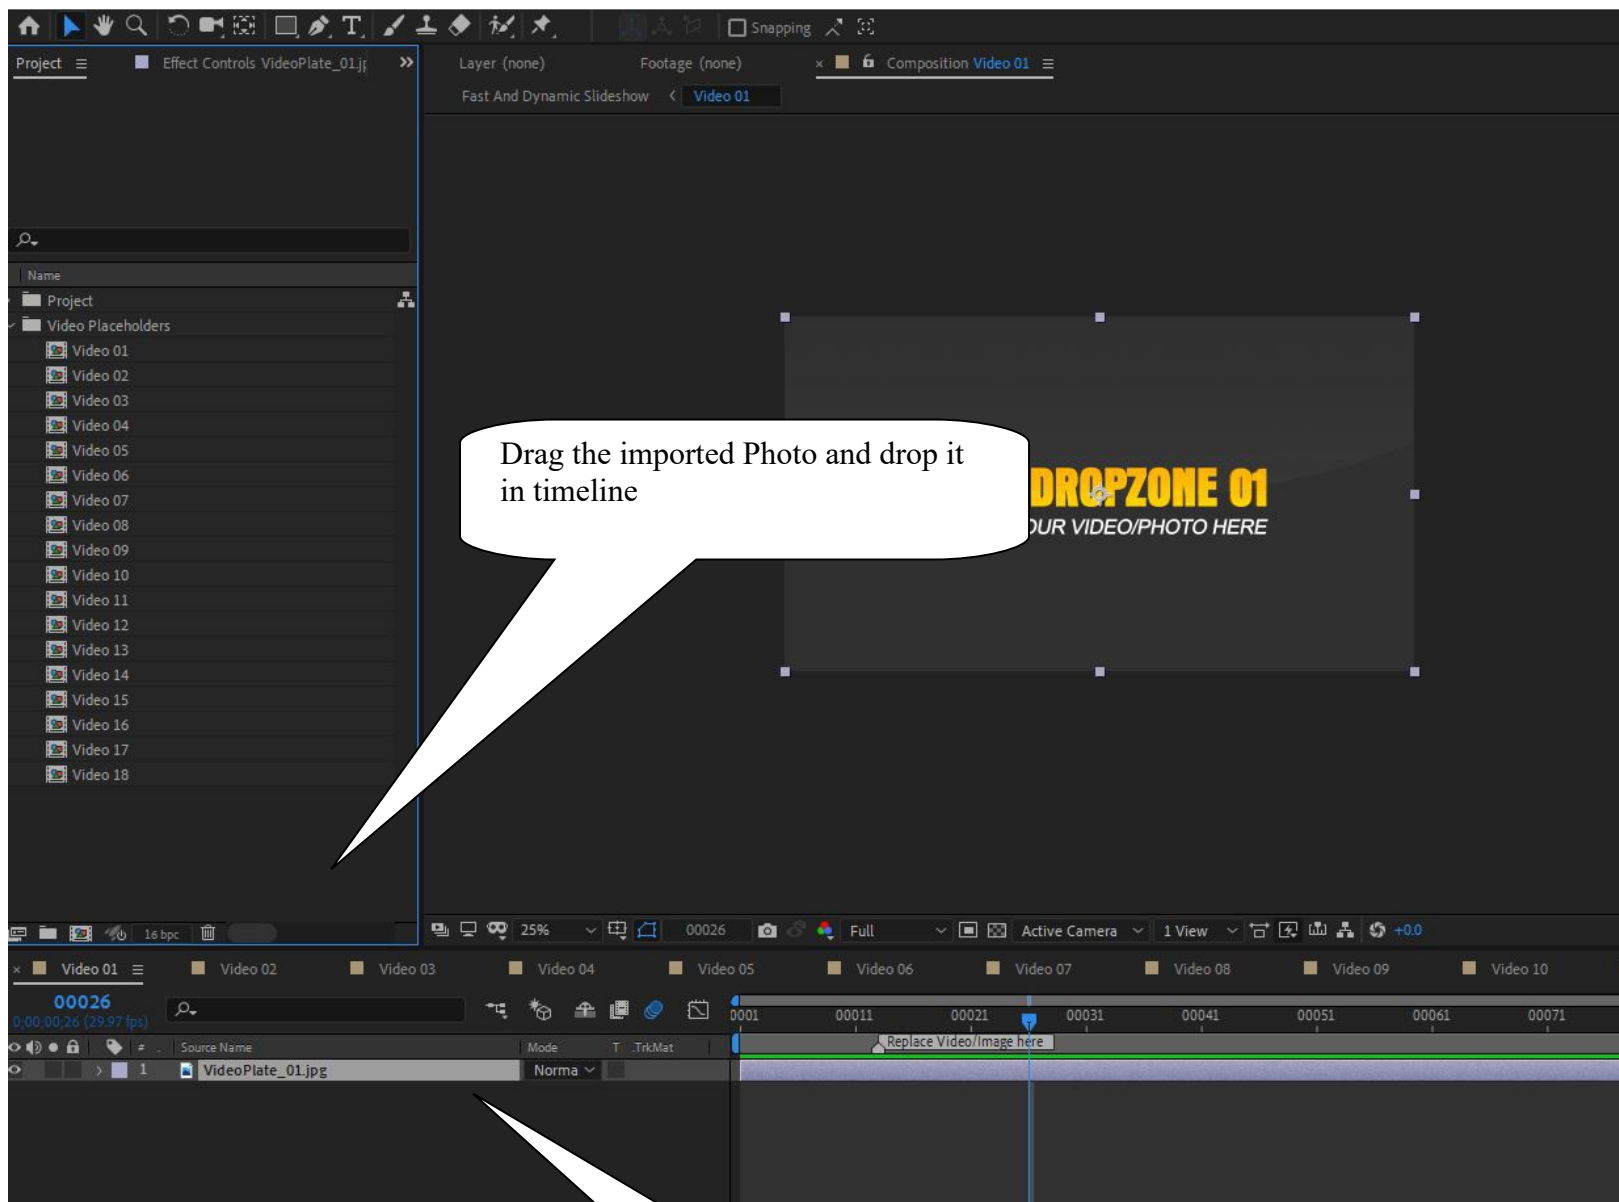 Snapping
Project
Effect Controls VideoPlate_01.jp
»
Layer (none)
Footage (none)
× Composition Video 01
Fast And Dynamic Slideshow < Video 01
Name
Project
Video Placeholders
Video 01
Video 02
Video 03
Video 04
Video 05
Video 06
Video 07
Video 08
Video 09
Video 10
Video 11
Video 12
Video 13
Video 14
Video 15
Video 16
Video 17
Video 18
Drag the imported Photo and drop it
in timeline
DROPZONE 01
OUR VIDEO/PHOTO HERE
16 bpc
25%
00026
Full
Active Camera
1 View
+0.0
× Video 01
Video 02
Video 03
Video 04
Video 05
Video 06
Video 07
Video 08
Video 09
Video 10
00026
0;00;00;26 (29.97 fps)
0001 00011 00021 00031 00041 00051 00061 00071
# . Source Name Mode T .TrkMat
Replace Video/Image here
1 VideoPlate_01.jpg Norma